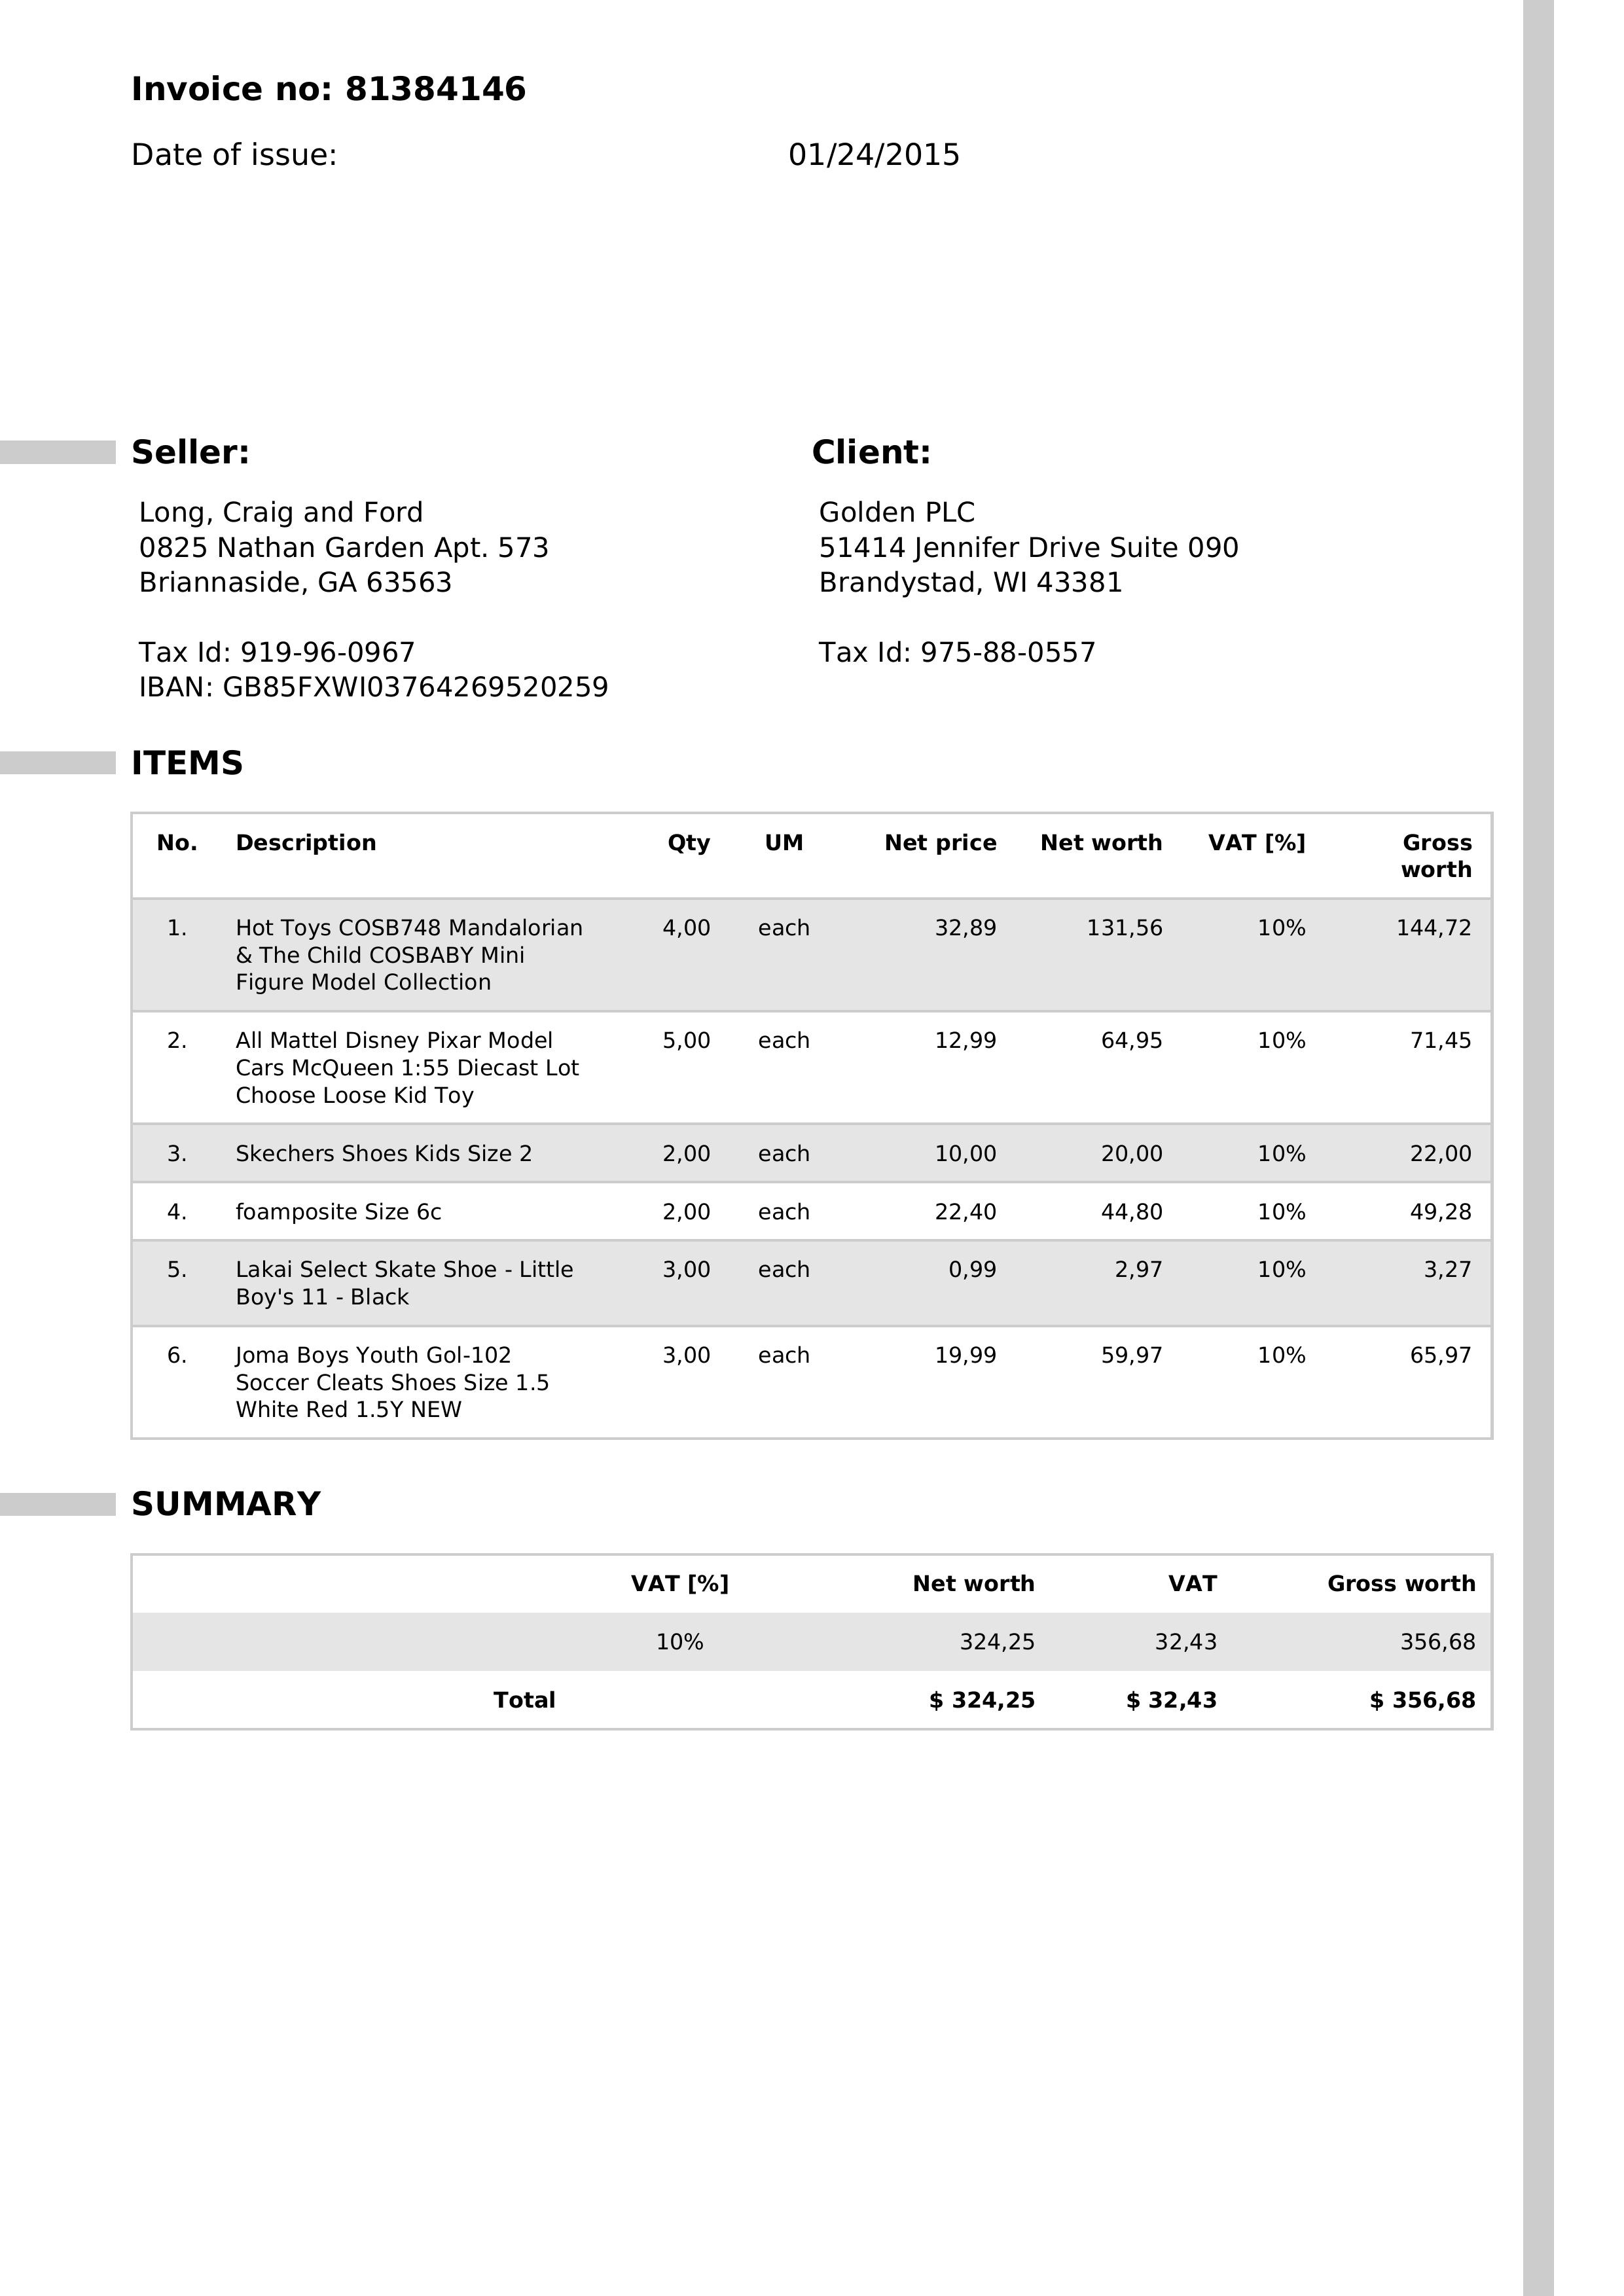 Invoice no: 81384146
Date of issue: 01/24/2015
Seller:
Long, Craig and Ford
0825 Nathan Garden Apt. 573
Briannaside, GA 63563
Tax Id: 919-96-0967
IBAN: GB85FXWI03764269520259
Client:
Golden PLC
51414 Jennifer Drive Suite 090
Brandystad, WI 43381
Tax Id: 975-88-0557
ITEMS
No. Description Qty UM Net price Net worth VAT [%] Gross
worth
1. Hot Toys COSB748 Mandalorian 4,00 each 32,89 131,56 10% 144,72
& The Child COSBABY Mini
Figure Model Collection
2. All Mattel Disney Pixar Model 5,00 each 12,99 64,95 10% 71,45
Cars McQueen 1:55 Diecast Lot
Choose Loose Kid Toy
3. Skechers Shoes Kids Size 2 2,00 each 10,00 20,00 10% 22,00
4. foamposite Size 6c 2,00 each 22,40 44,80 10% 49,28
5. Lakai Select Skate Shoe - Little 3,00 each 0,99 2,97 10% 3,27
Boy's 11 - Black
6. Joma Boys Youth Gol-102 3,00 each 19,99 59,97 10% 65,97
Soccer Cleats Shoes Size 1.5
White Red 1.5Y NEW
SUMMARY
VAT [%] Net worth VAT Gross worth
10% 324,25 32,43 356,68
Total $ 324,25 $ 32,43 $ 356,68